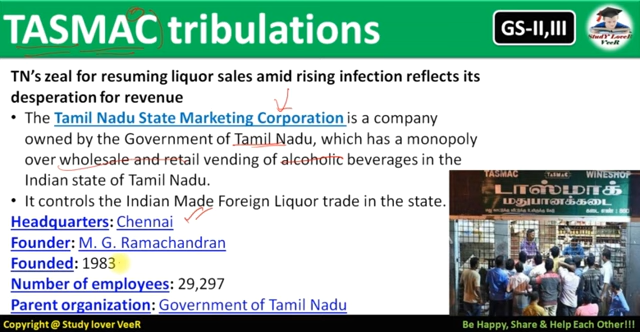 TASMAC tribulations
GS-II,III
StudY LoveR
VeeR
TN's zeal for resuming liquor sales amid rising infection reflects its
desperation for revenue
• The Tamil Nadu State Marketing Corporation is a company
owned by the Government of Tamil Nadu, which has a monopoly
over wholesale and retail vending of alcoholic beverages in the
Indian state of Tamil Nadu.
• It controls the Indian Made Foreign Liquor trade in the state.
Headquarters: Chennai
Founder: M. G. Ramachandran
Founded: 1983
Number of employees: 29,297
Parent organization: Government of Tamil Nadu
TASMAC TASMAC WINESHOP
டாஸ்மாக்
மதுபானக்கடை
Copyright @ Study lover VeeR
Be Happy, Share & Help Each Other!!!